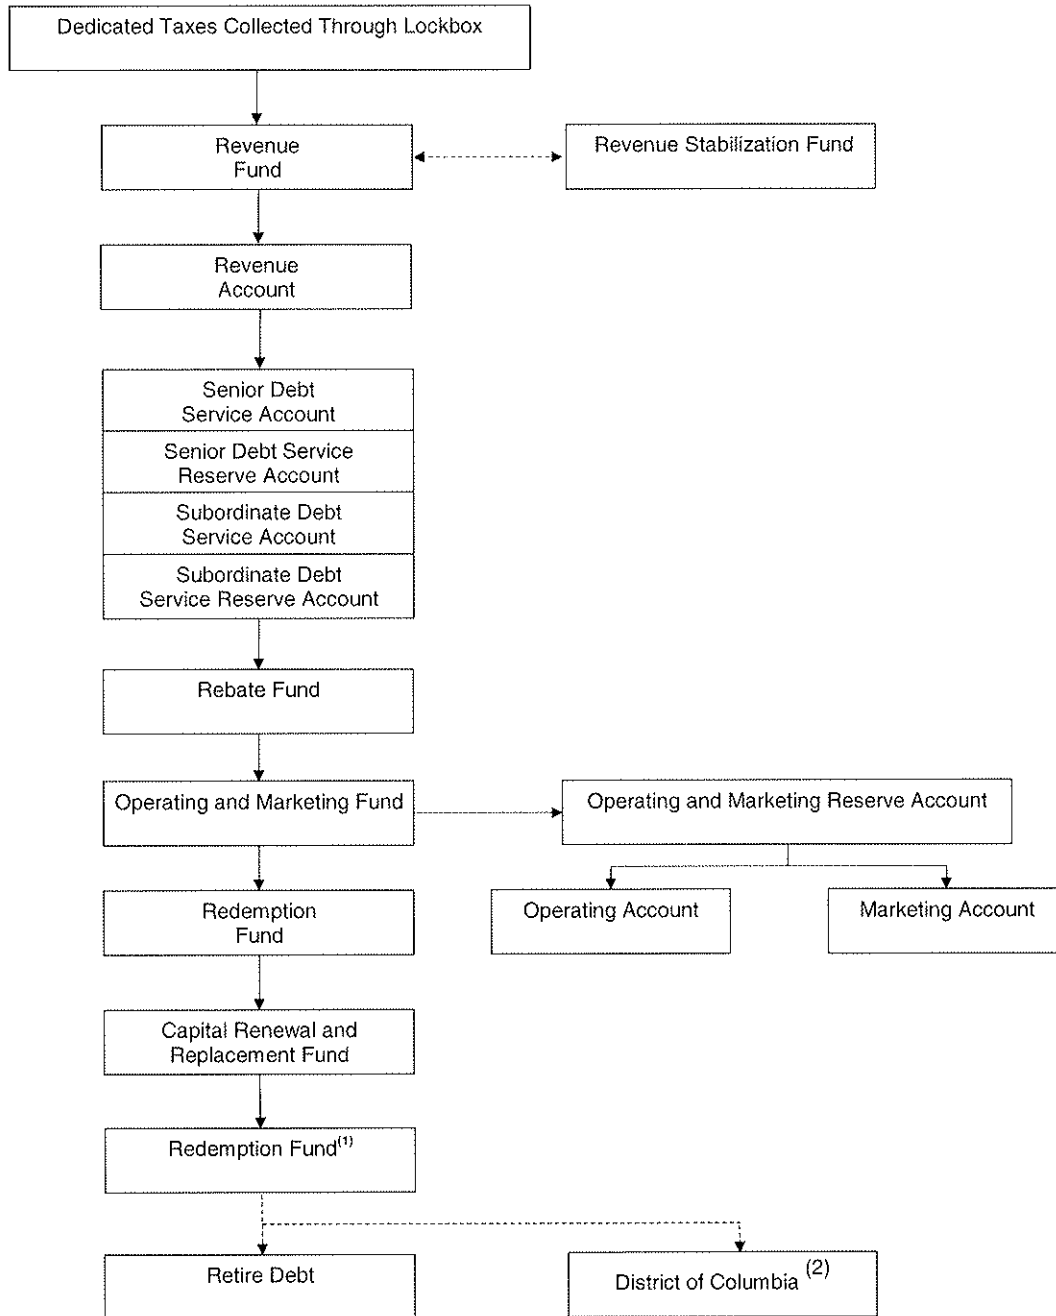 Dedicated Taxes Collected Through Lockbox
Revenue
Fund
Revenue Stabilization Fund
Revenue
Account
Senior Debt
Service Account
Senior Debt Service
Reserve Account
Subordinate Debt
Service Account
Subordinate Debt
Service Reserve Account
Rebate Fund
Operating and Marketing Fund
Operating and Marketing Reserve Account
Operating Account
Marketing Account
Redemption
Fund
Capital Renewal and
Replacement Fund
Redemption Fund(1)
Retire Debt
District of Columbia (2)